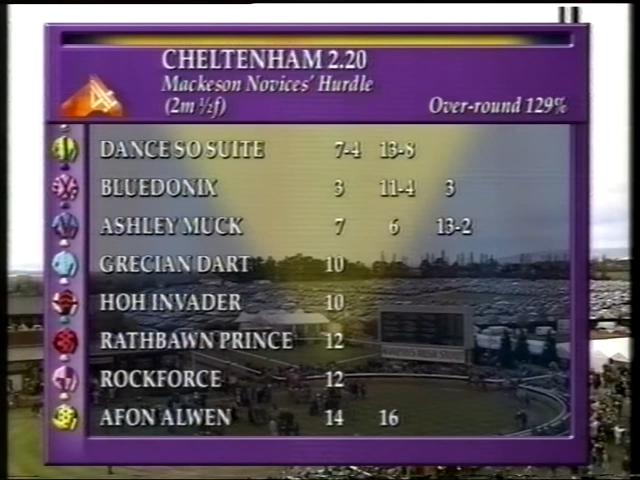 CHELTENHAM 2.20
Mackeson Novices' Hurdle
(2m ½f) Over-round 129%
DANCE SO SUITE 7-4 13-8
BLUEDONIX 3 11-4 3
ASHLEY MUCK 7 6 13-2
GRECIAN DART 10
HOH INVADER 10
RATHBAWN PRINCE 12
ROCKFORCE 12
AFON ALWEN 14 16